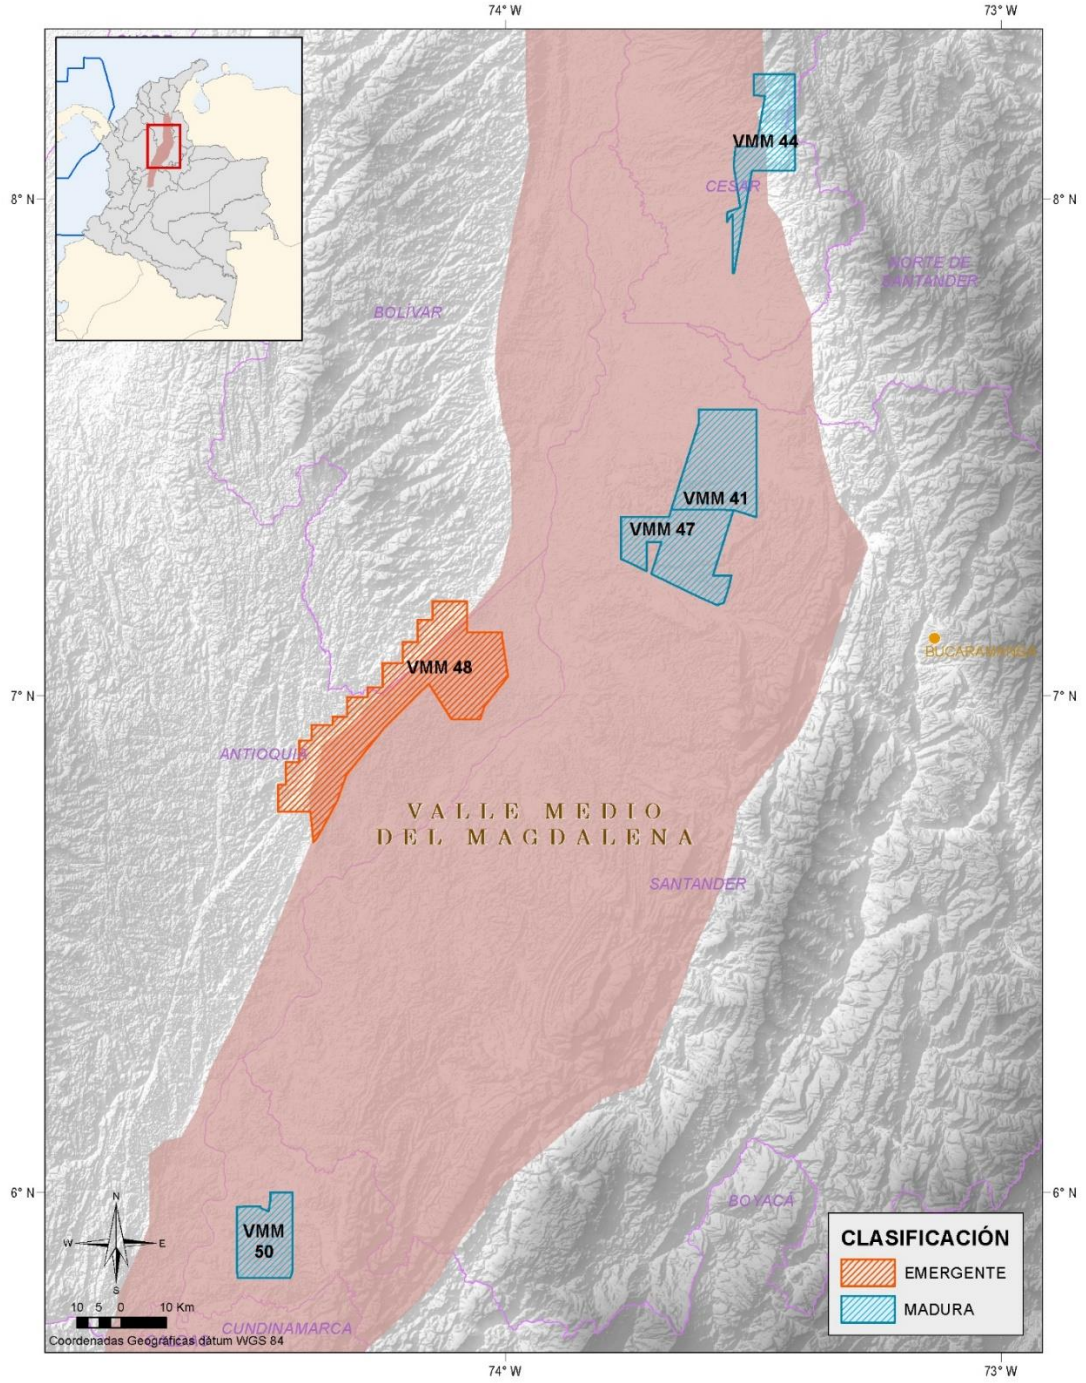 74° W
73° W
VMM 44
8° N
8° N
CESAR
NORTE DE
SANTANDER
BOLÍVAR
VMM 41
VMM 47
VMM 48
BUCARAMANGA
7° N
7° N
ANTIOQUIA
VALLE MEDIO
DEL MAGDALENA
SANTANDER
6° N
6° N
BOYACÁ
N
W
E
S
VMM
50
CLASIFICACIÓN
EMERGENTE
MADURA
10 5 0 10 Km
CUNDINAMARCA
Coordenadas Geográficas dátum WGS 84
74° W
73° W